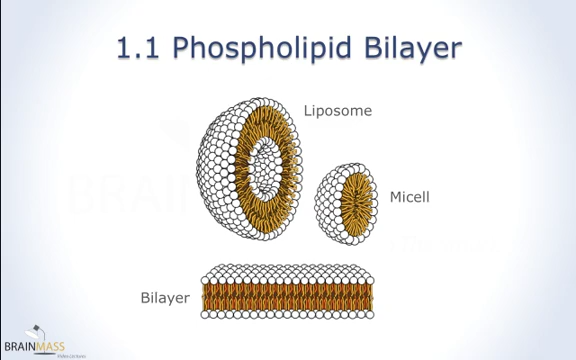 1.1 Phospholipid Bilayer
Liposome
Micell
Bilayer
BRAINMASS